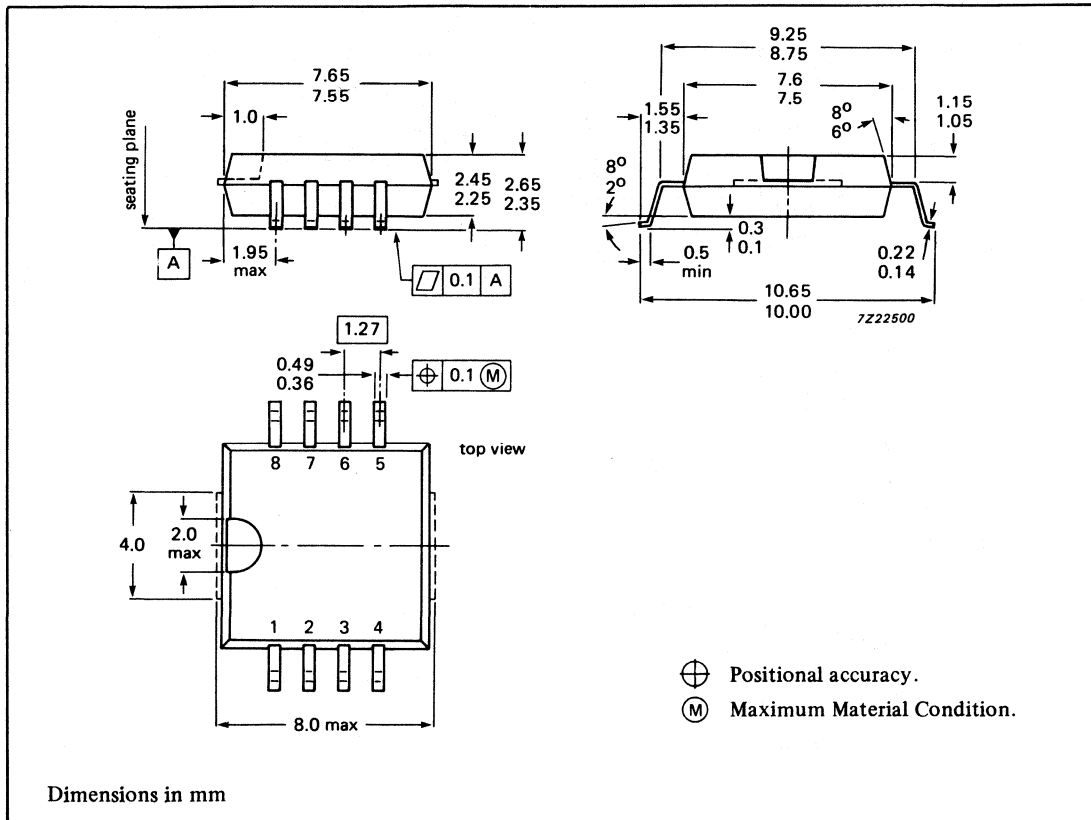 7.65
7.55
1.0
seating plane
2.45
2.25
2.65
2.35
A
1.95
max
0.1 A
9.25
8.75
7.6
7.5
1.55
1.35
8°
6°
1.15
1.05
8°
2°
0.3
0.1
0.5
min
0.22
0.14
10.65
10.00
7Z22500
1.27
0.49
0.36
0.1 M
top view
8 7 6 5
4.0
2.0
max
1 2 3 4
8.0 max
Positional accuracy.
M Maximum Material Condition.
Dimensions in mm